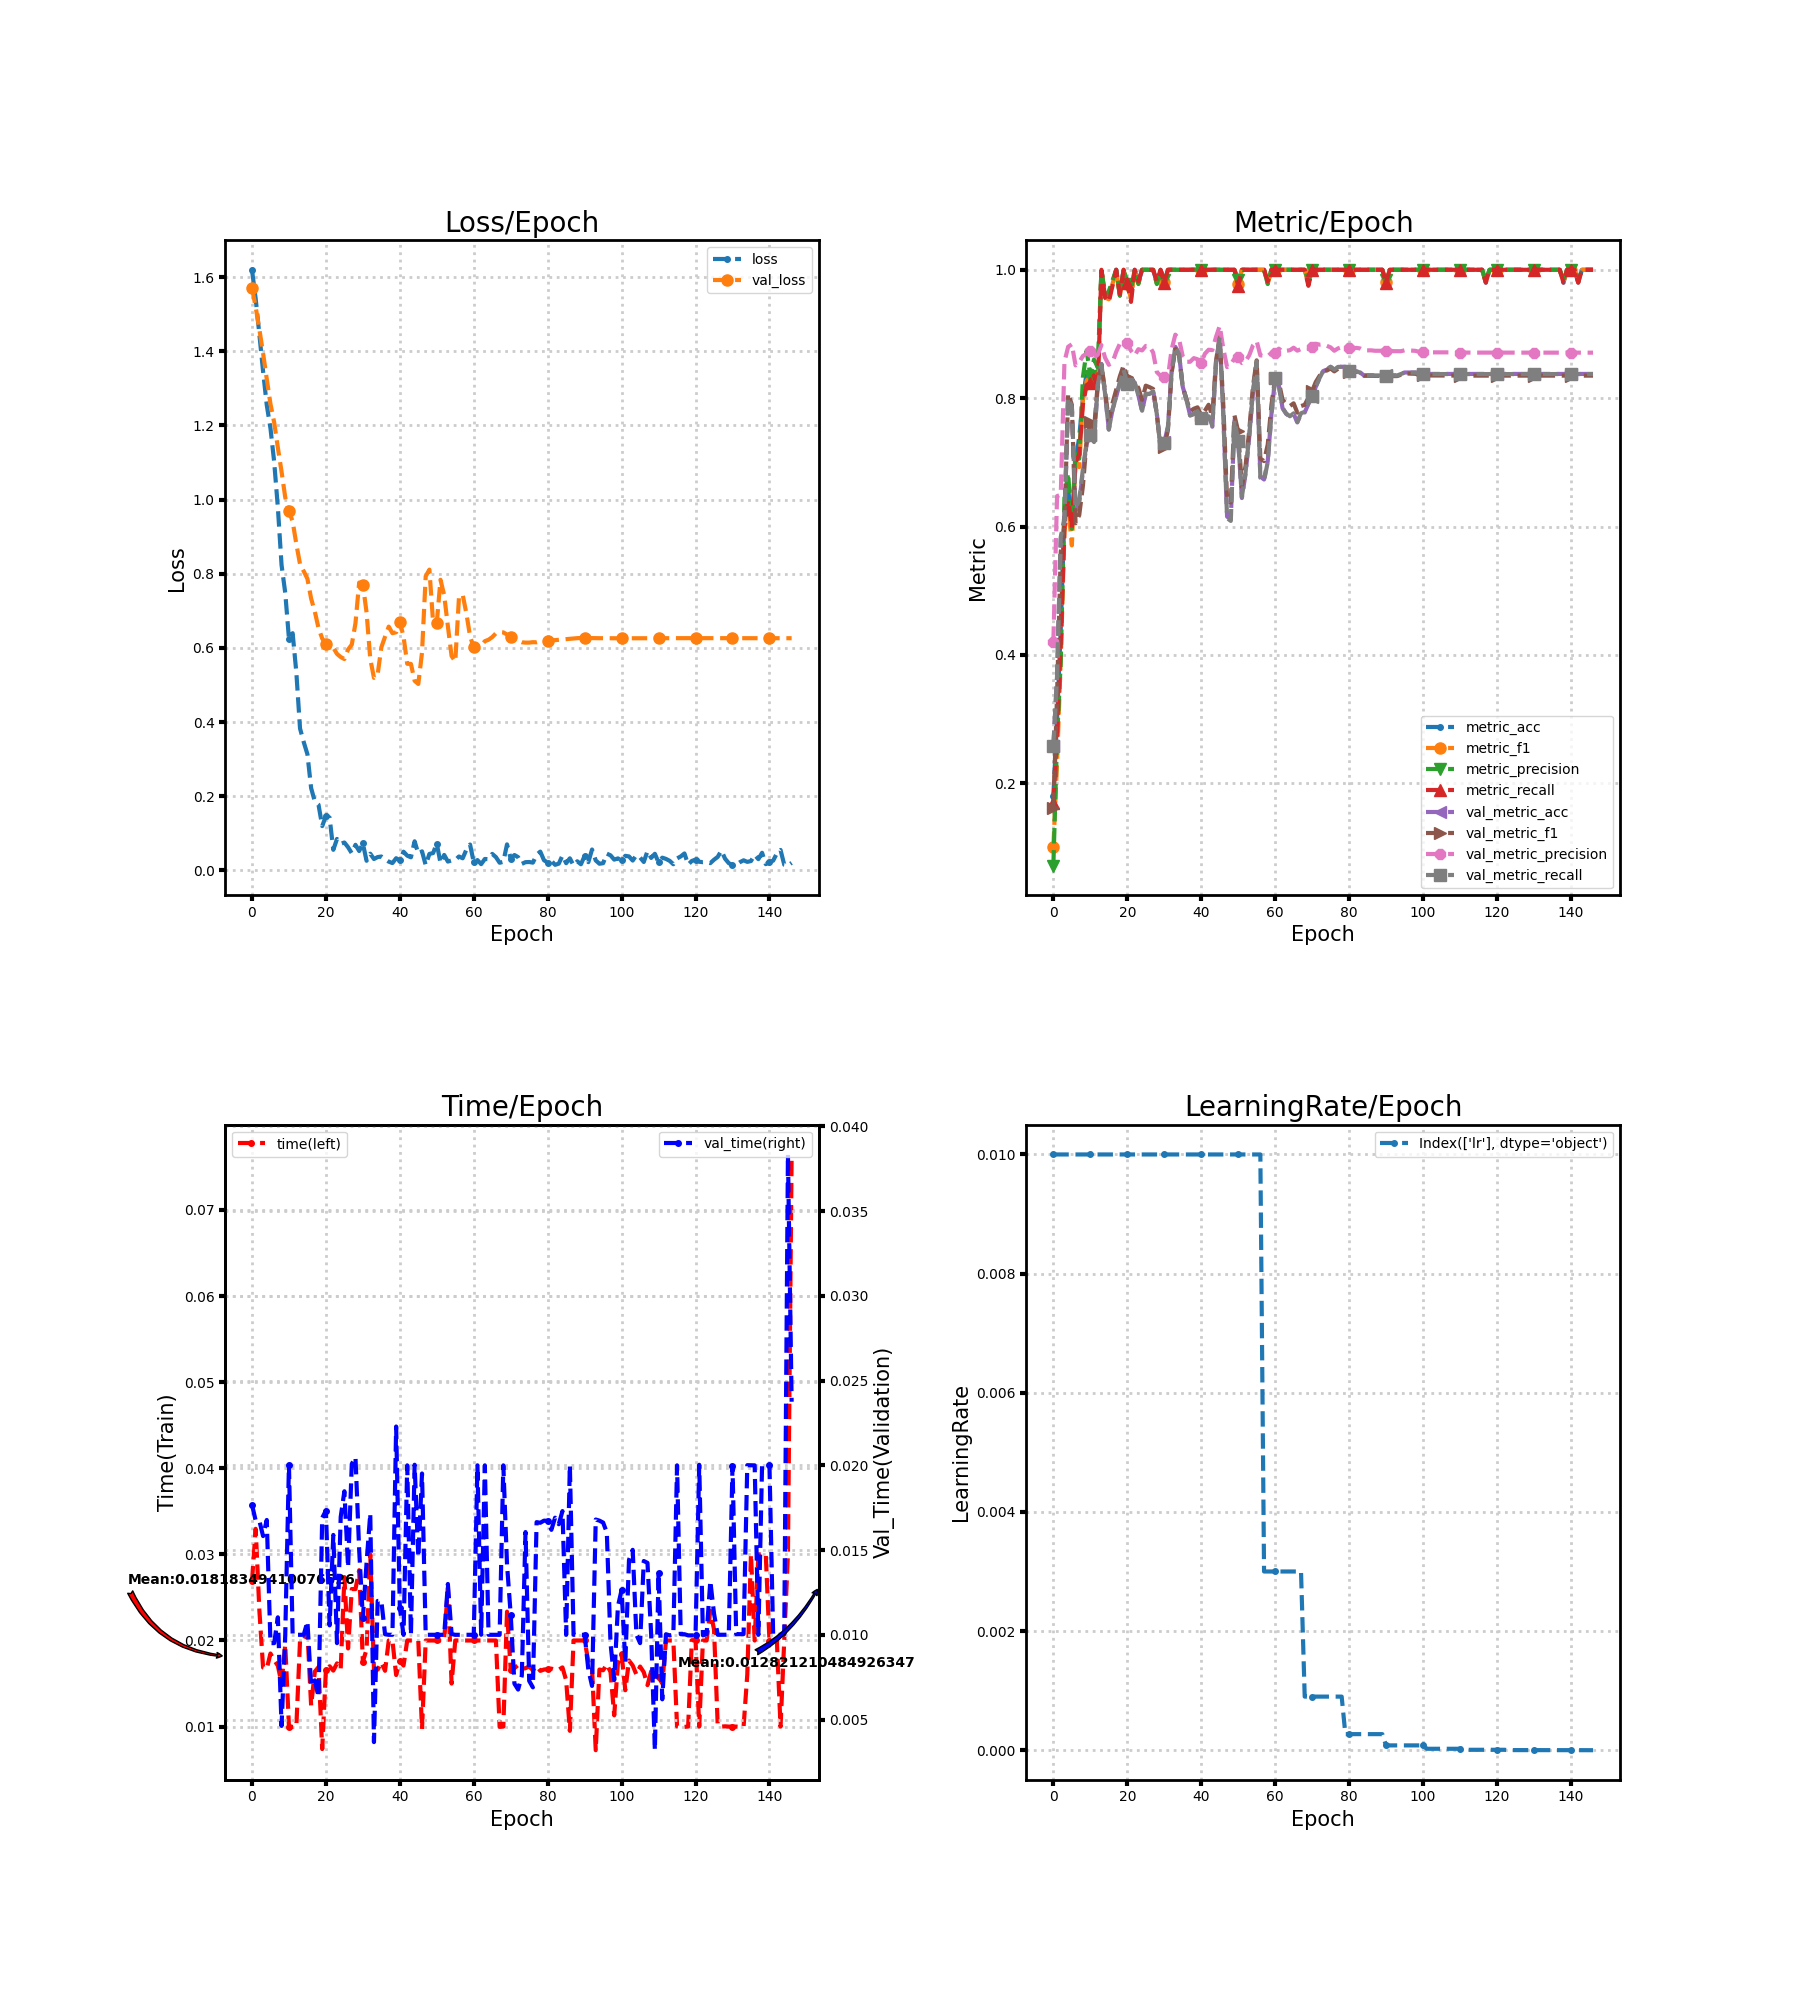 Loss/Epoch
loss
val_loss
1.6
1.4
1.2
1.0
0.8
0.6
0.4
0.2
0.0
Loss
0 20 40 60 80 100 120 140
Epoch
Metric/Epoch
1.0
0.8
0.6
0.4
0.2
Metric
metric_acc
metric_f1
metric_precision
metric_recall
val_metric_acc
val_metric_f1
val_metric_precision
val_metric_recall
0 20 40 60 80 100 120 140
Epoch
Time/Epoch
time(left)
val_time(right)
0.07
0.06
0.05
0.04
0.03
0.02
0.01
Time(Train)
0.040
0.035
0.030
0.025
0.020
0.015
0.010
0.005
Val_Time(Validation)
Mean:0.012821210484926347
0 20 40 60 80 100 120 140
Epoch
LearningRate/Epoch
Index(['lr'], dtype='object')
0.010
0.008
0.006
0.004
0.002
0.000
LearningRate
0 20 40 60 80 100 120 140
Epoch